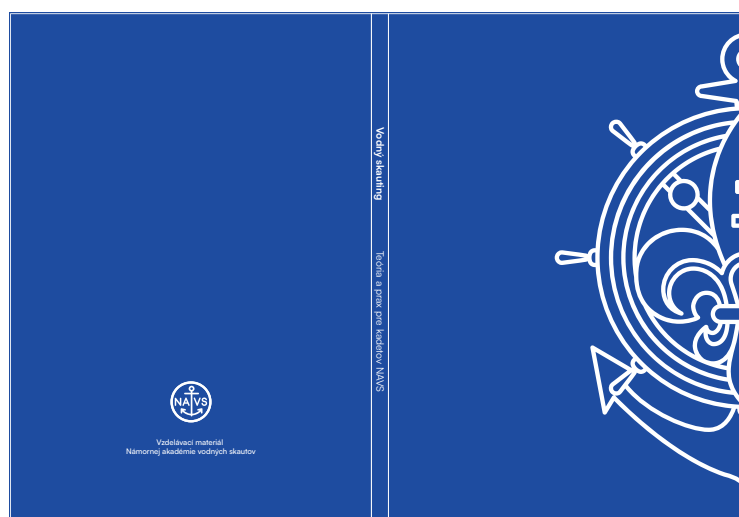 Vodný skauting
Teória a prax pre kadetov NAVS
NAVS
Vzdelávací materiál
Námornej akadémie vodných skautov